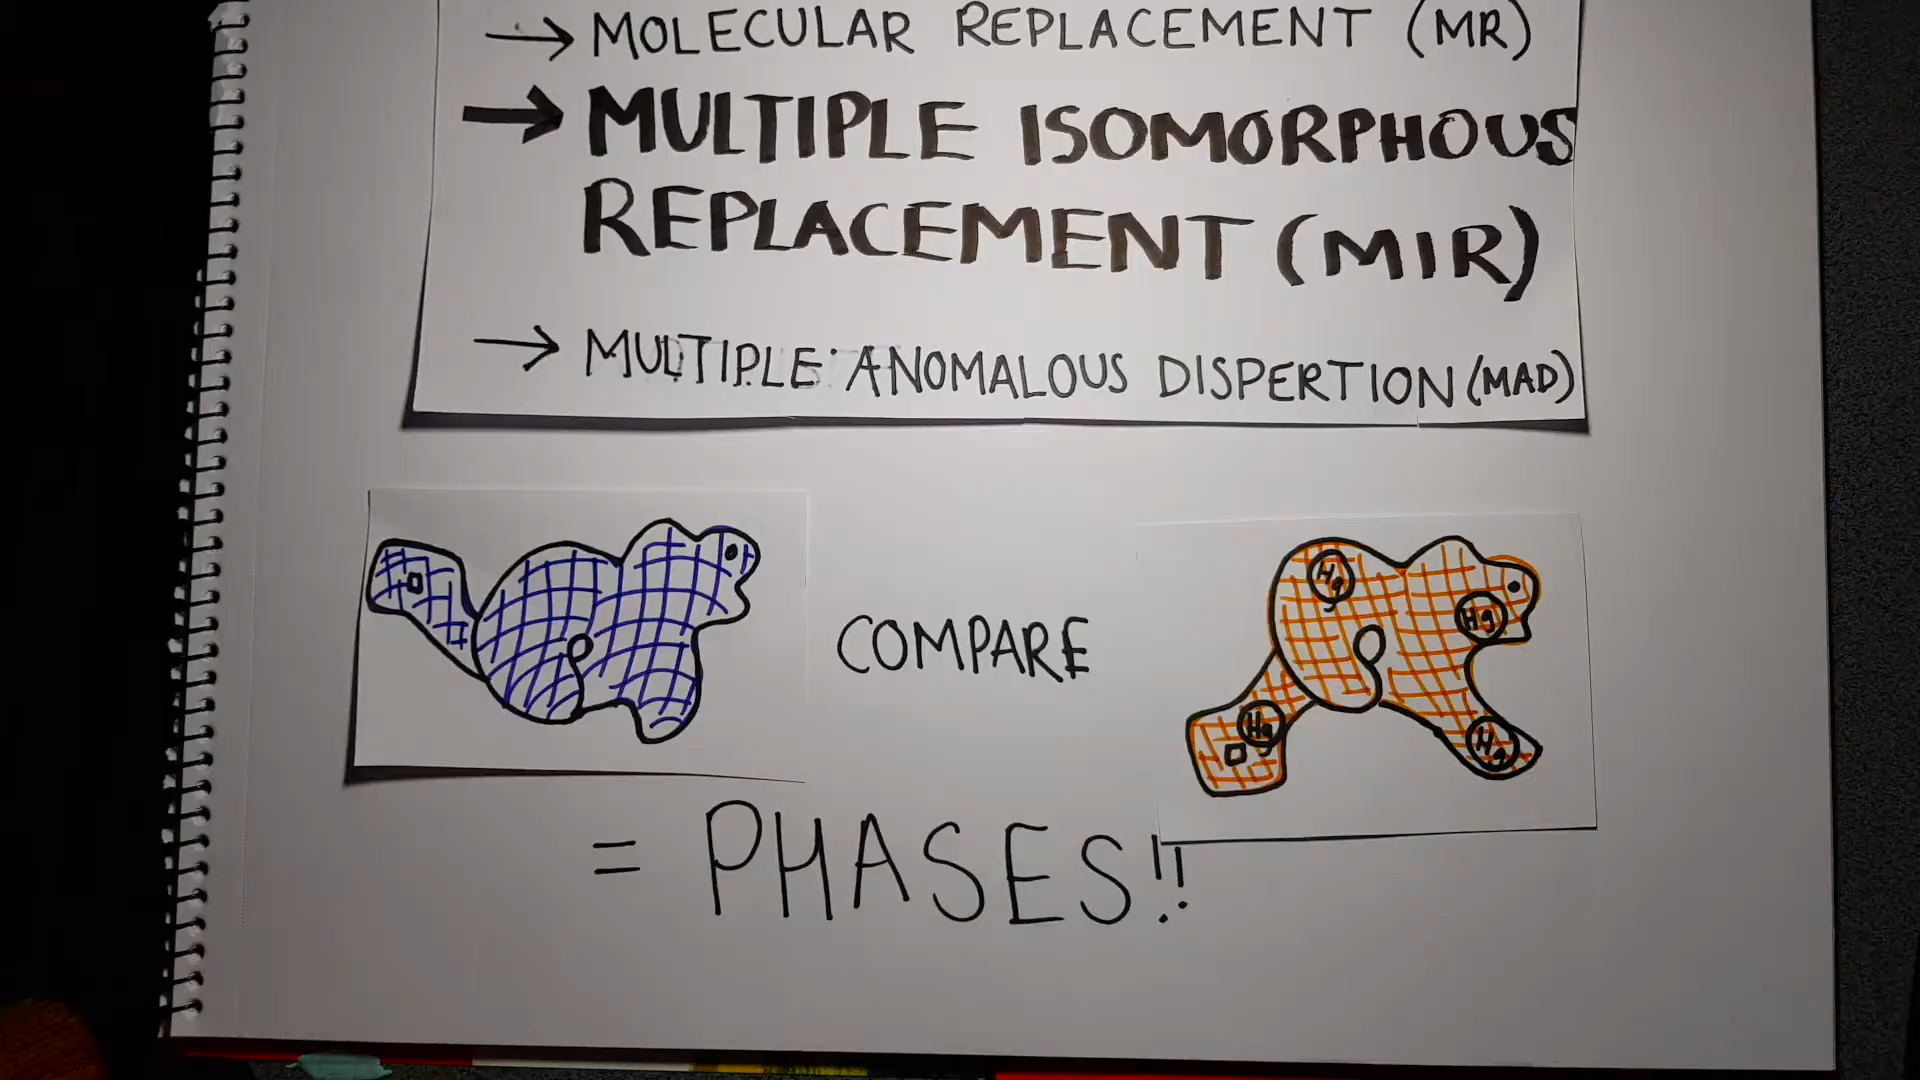 → MOLECULAR REPLACEMENT (MR)
→ MULTIPLE ISOMORPHOUS
REPLACEMENT (MIR)
→ MULTIPLE ANOMALOUS DISPERTION (MAD)
Hg
Hg
COMPARE
Hg
Hg
= PHASES!!